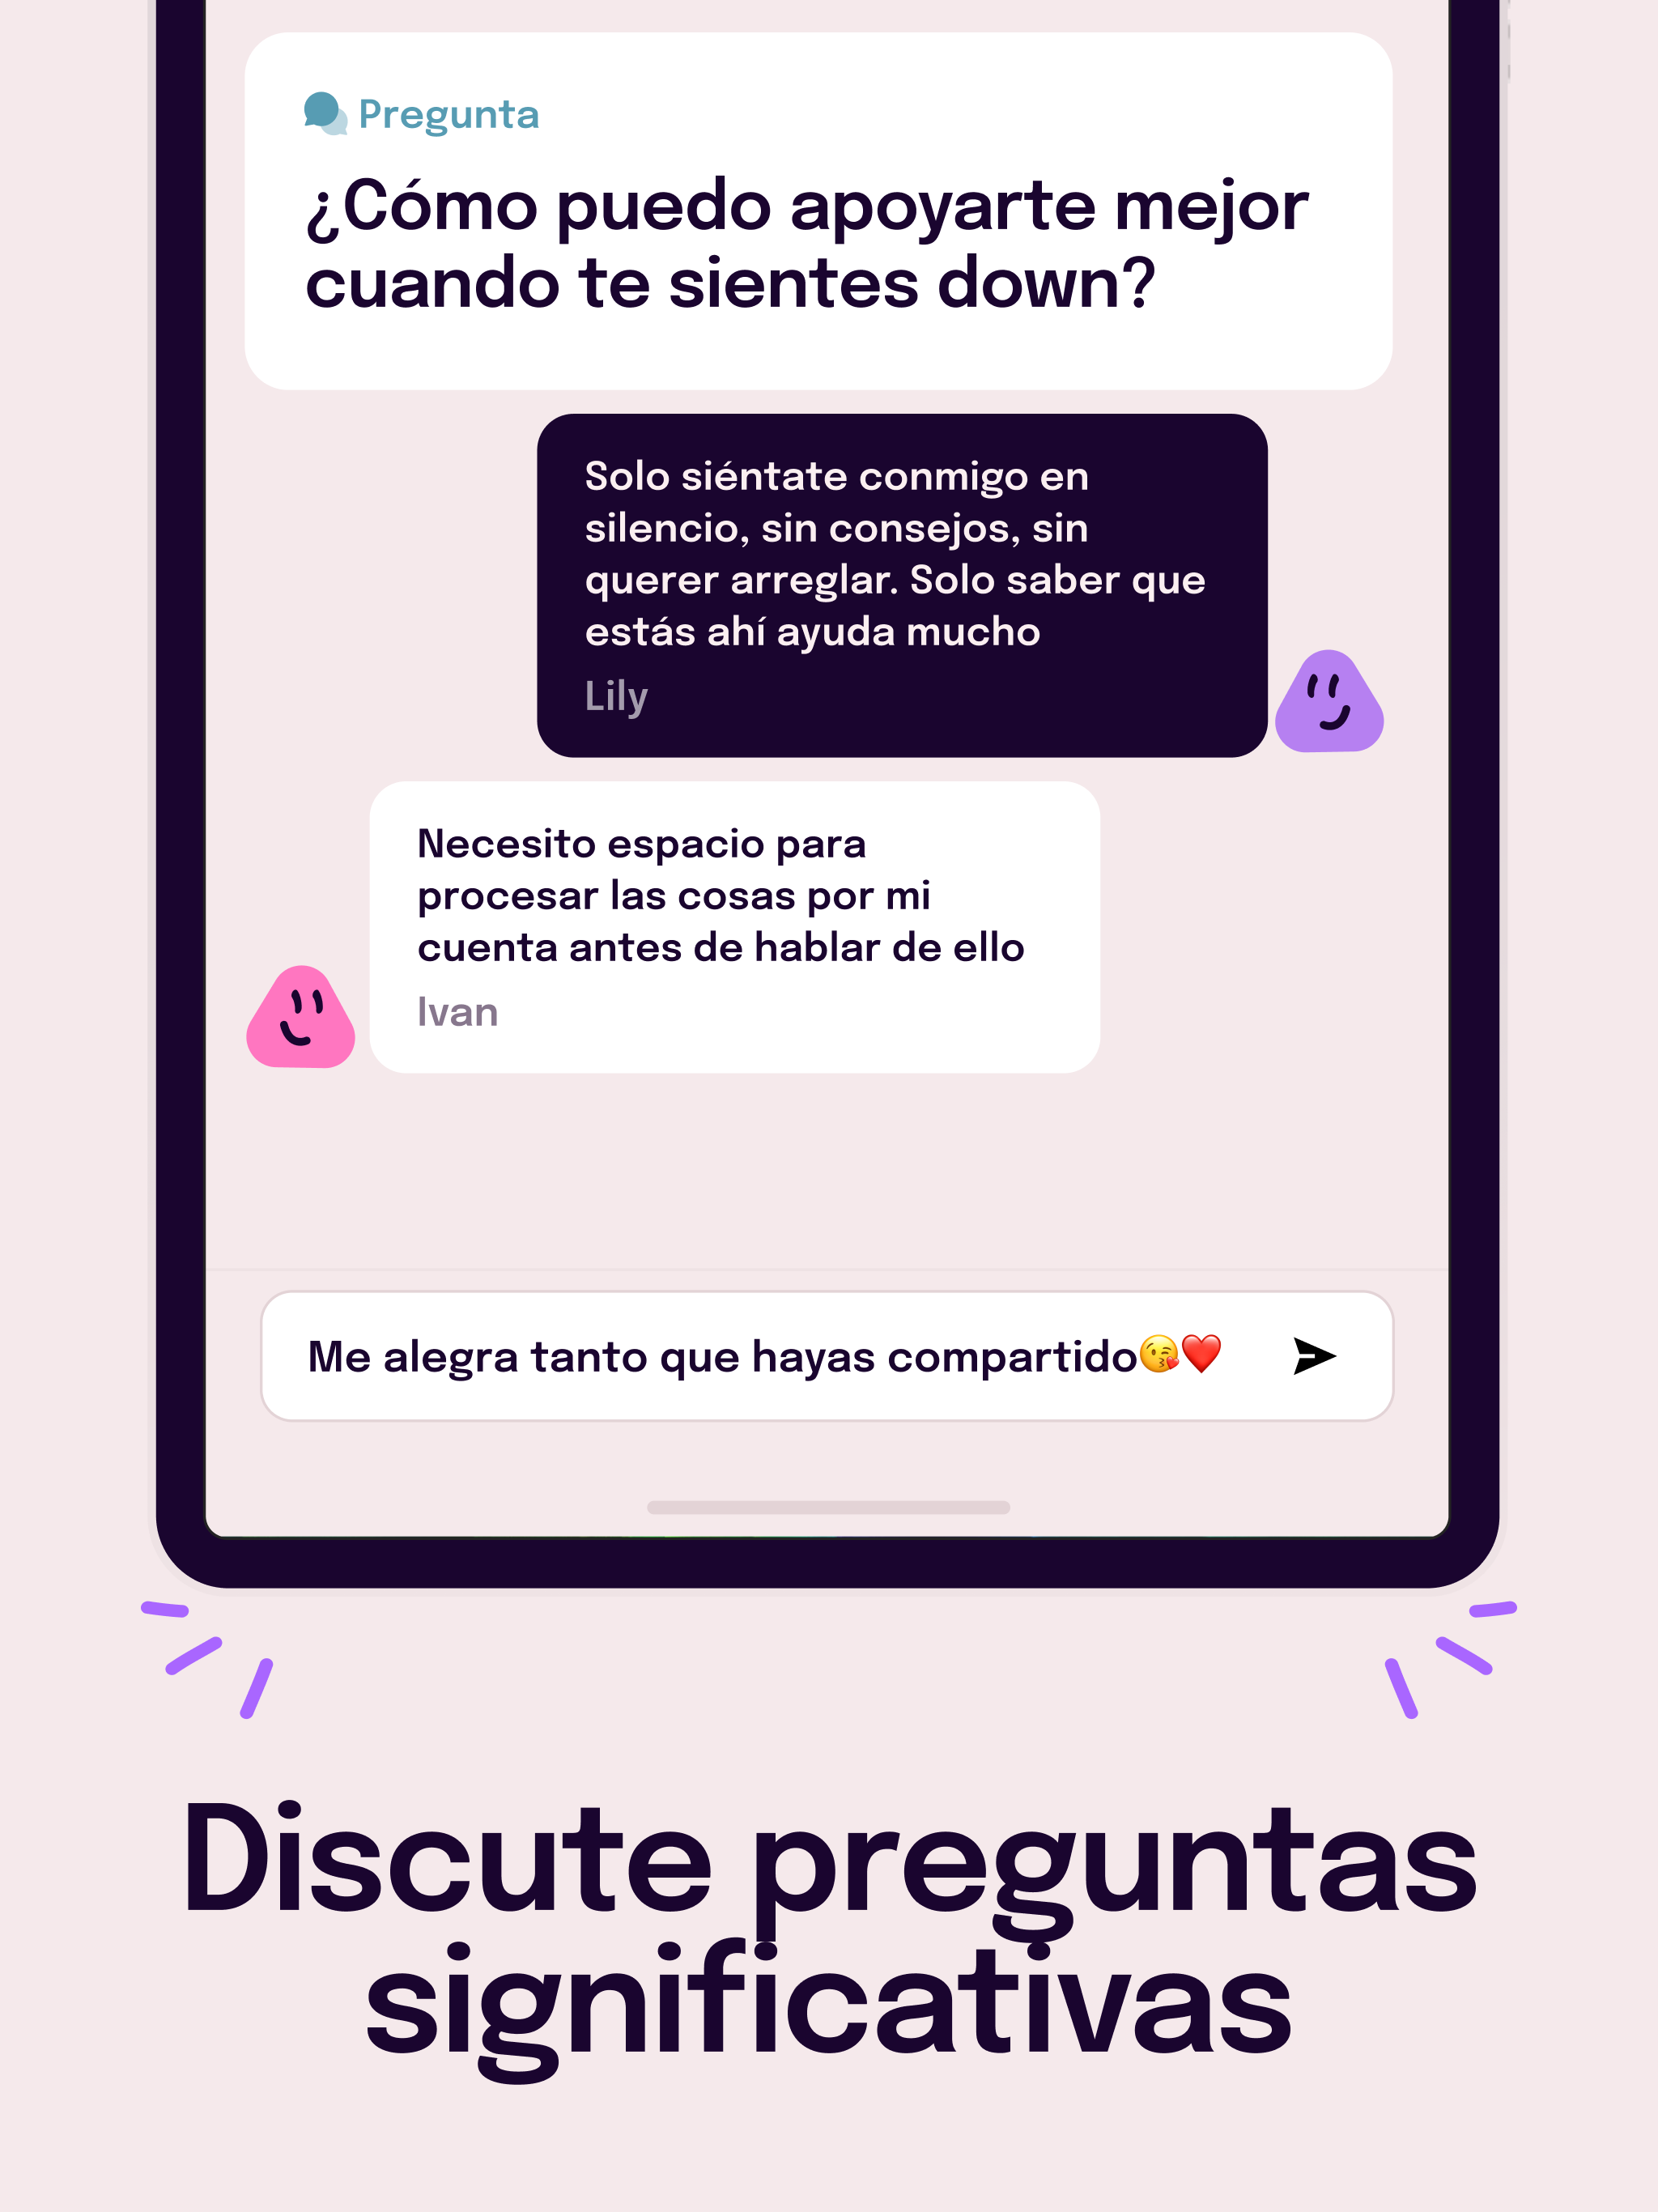 Pregunta
¿Cómo puedo apoyarte mejor
cuando te sientes down?
Solo siéntate conmigo en
silencio, sin consejos, sin
querer arreglar. Solo saber que
estás ahí ayuda mucho
Lily
Necesito espacio para
procesar las cosas por mi
cuenta antes de hablar de ello
Ivan
Me alegra tanto que hayas compartido😘❤️
Discute preguntas
significativas